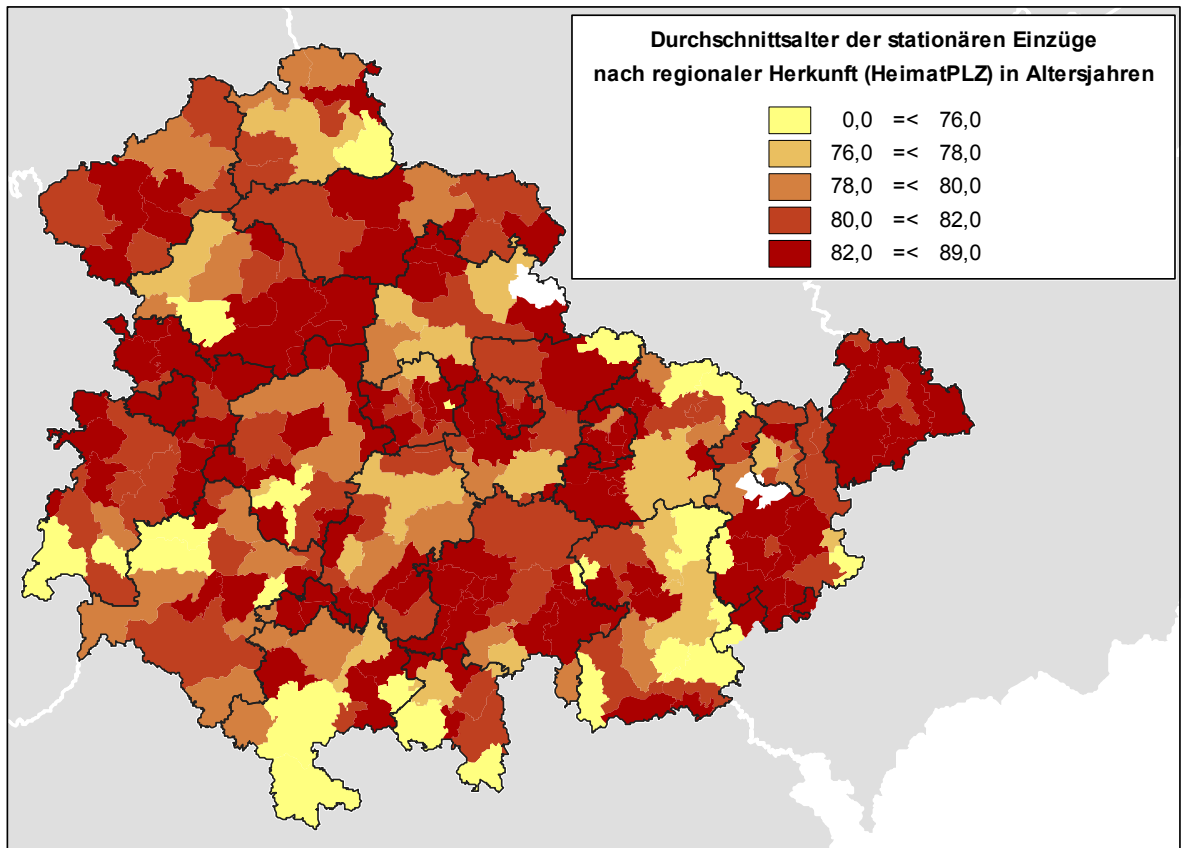 Durchschnittsalter der stationären Einzüge
nach regionaler Herkunft (HeimatPLZ) in Altersjahren
0,0 =< 76,0
76,0 =< 78,0
78,0 =< 80,0
80,0 =< 82,0
82,0 =< 89,0